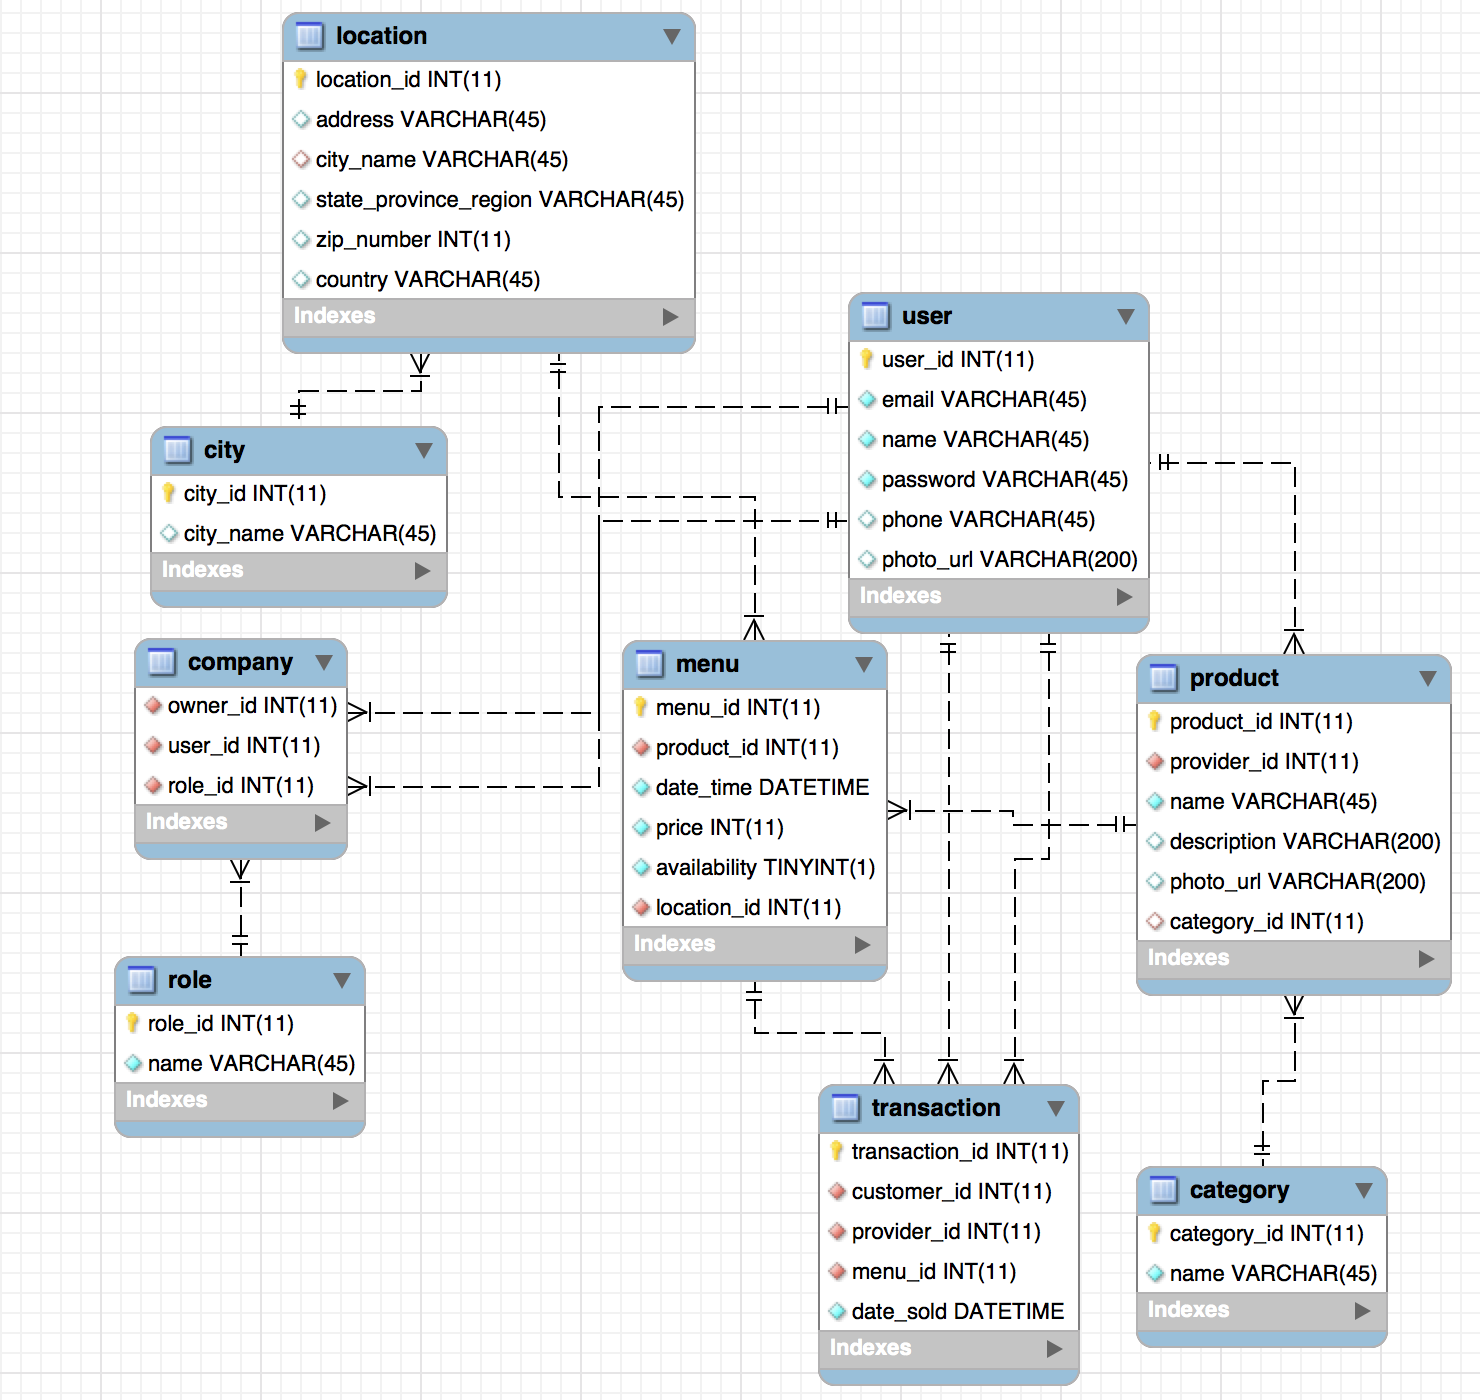 location
location_id INT(11)
address VARCHAR(45)
city_name VARCHAR(45)
state_province_region VARCHAR(45)
zip_number INT(11)
country VARCHAR(45)
Indexes
user
user_id INT(11)
email VARCHAR(45)
name VARCHAR(45)
password VARCHAR(45)
phone VARCHAR(45)
photo_url VARCHAR(200)
Indexes
city
city_id INT(11)
city_name VARCHAR(45)
Indexes
company
owner_id INT(11)
user_id INT(11)
role_id INT(11)
Indexes
menu
menu_id INT(11)
product_id INT(11)
date_time DATETIME
price INT(11)
availability TINYINT(1)
location_id INT(11)
Indexes
product
product_id INT(11)
provider_id INT(11)
name VARCHAR(45)
description VARCHAR(200)
photo_url VARCHAR(200)
category_id INT(11)
Indexes
role
role_id INT(11)
name VARCHAR(45)
Indexes
transaction
transaction_id INT(11)
customer_id INT(11)
provider_id INT(11)
menu_id INT(11)
date_sold DATETIME
Indexes
category
category_id INT(11)
name VARCHAR(45)
Indexes